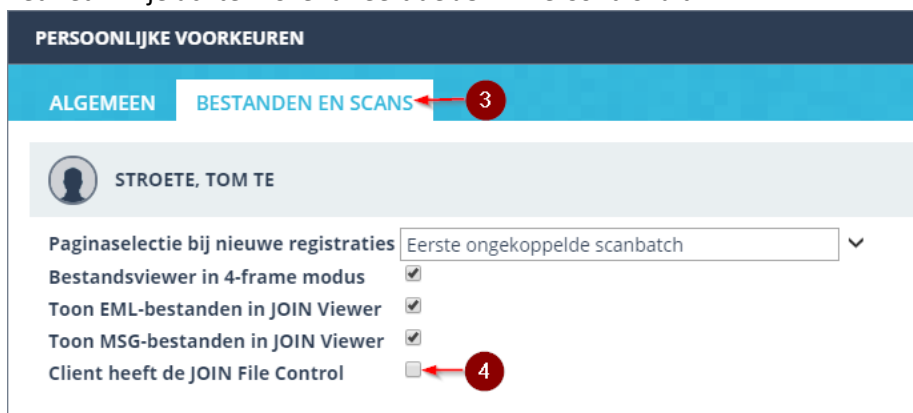 PERSOONLIJKE VOORKEUREN
ALGEMEEN BESTANDEN EN SCANS 3
STROETE, TOM TE
Paginaselectie bij nieuwe registraties Eerste ongekoppelde scanbatch
Bestandsviewer in 4-frame modus
Toon EML-bestanden in JOIN Viewer
Toon MSG-bestanden in JOIN Viewer
Client heeft de JOIN File Control 4